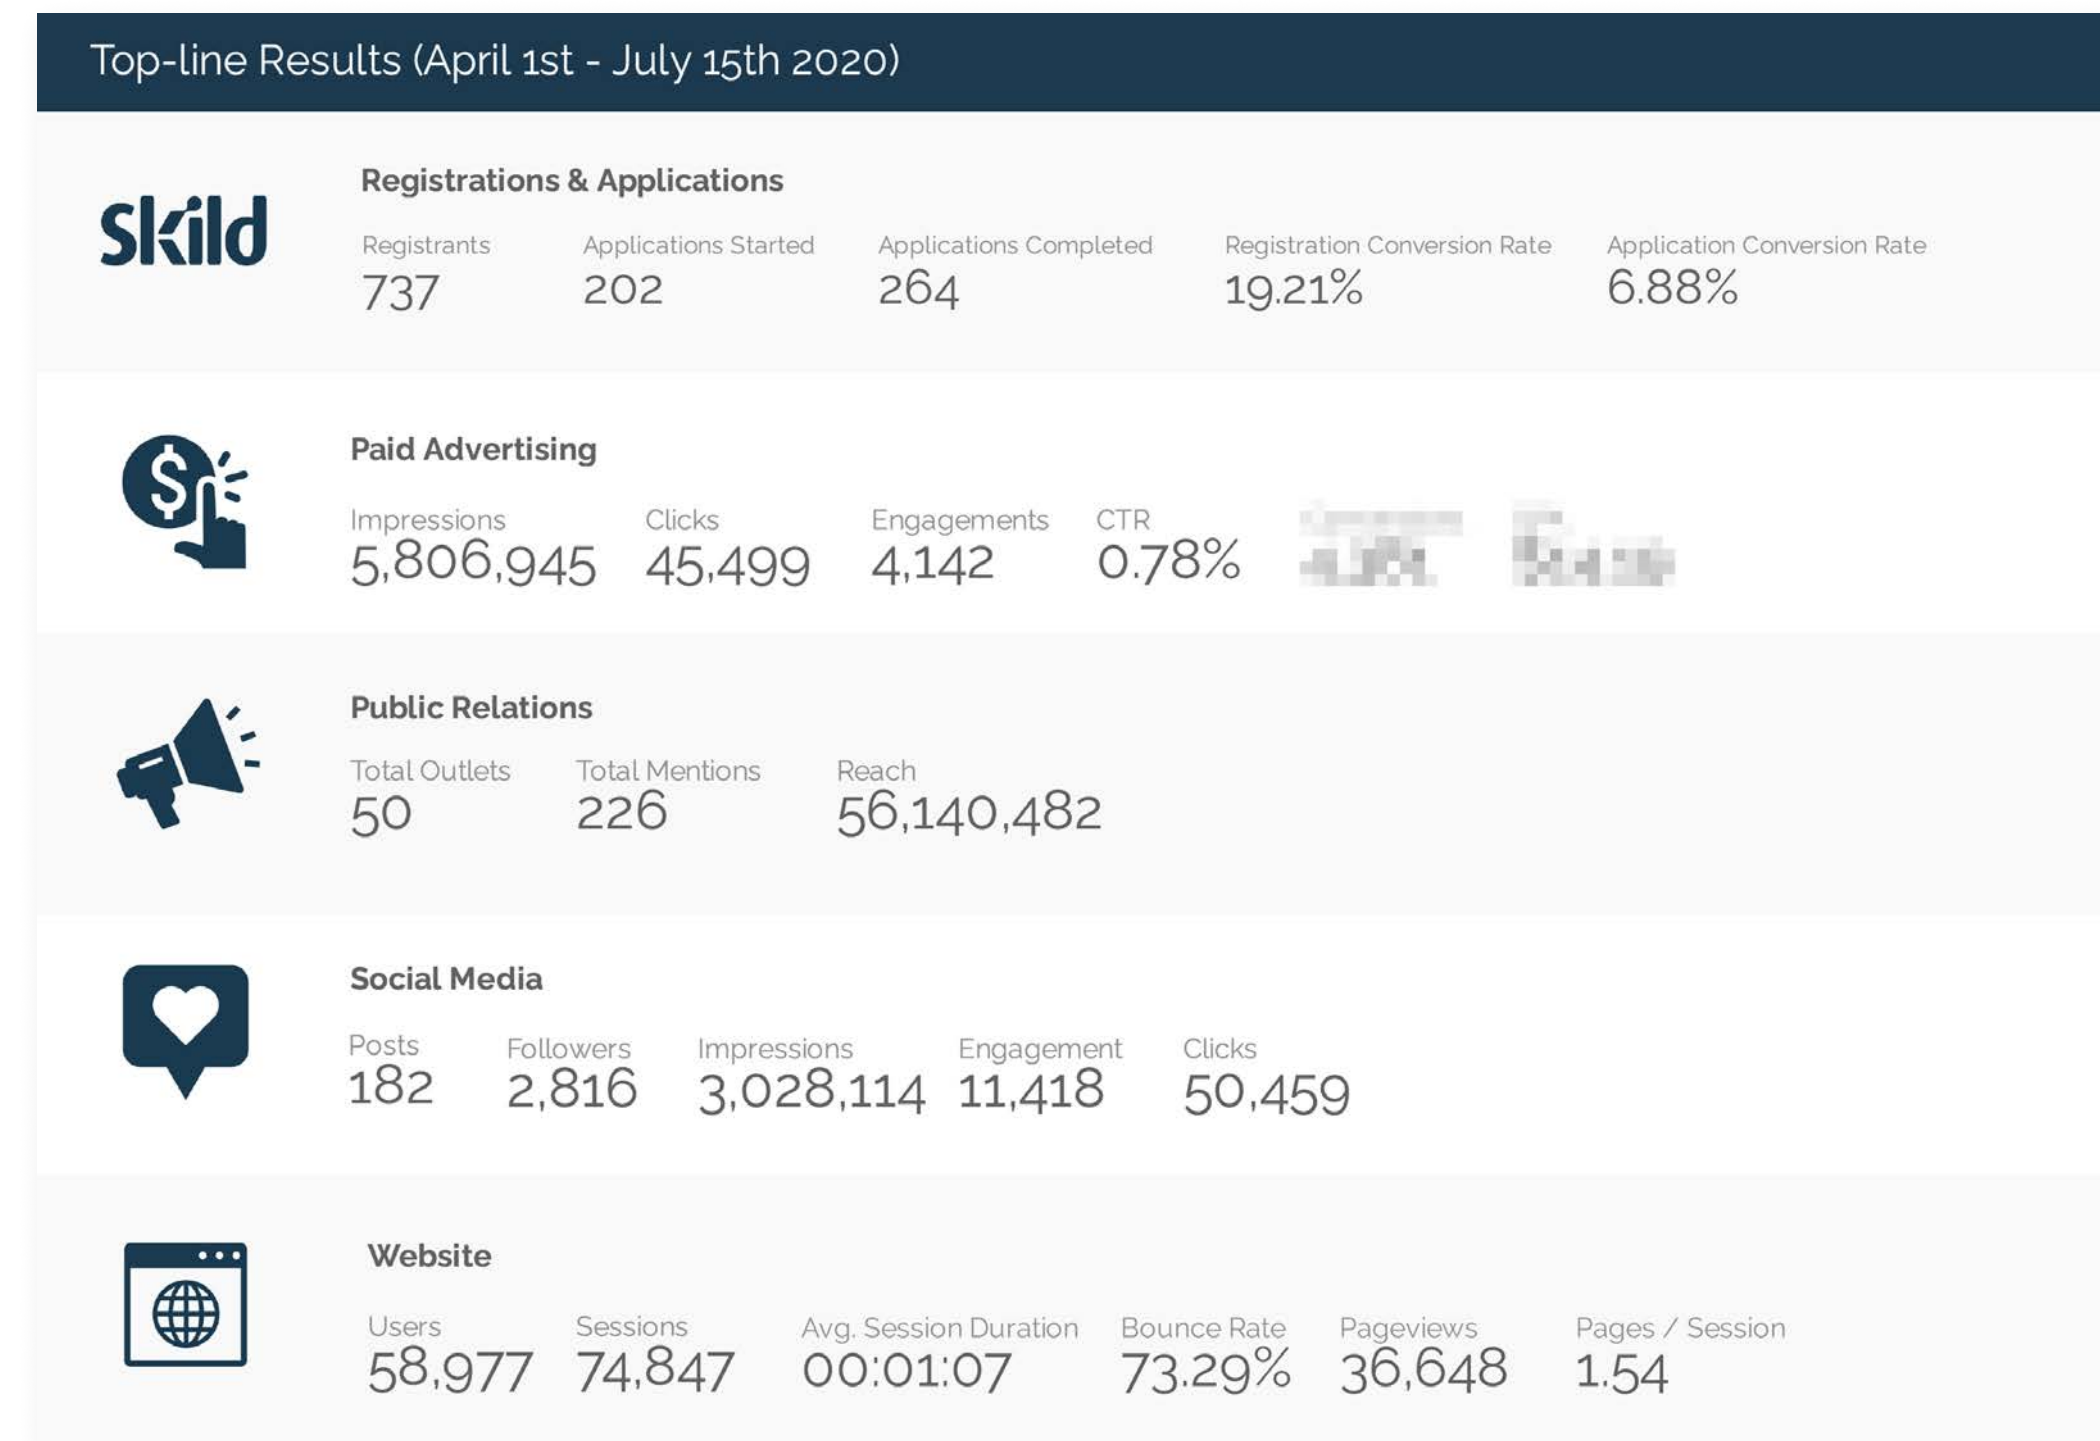 Top-line Results (April 1st - July 15th 2020)
skild
Registrations & Applications
Registrants Applications Started Applications Completed Registration Conversion Rate Application Conversion Rate
737 202 264 19.21% 6.88%
Paid Advertising
Impressions Clicks Engagements CTR
5,806,945 45,499 4,142 0.78%
Public Relations
Total Outlets Total Mentions Reach
50 226 56,140,482
Social Media
Posts Followers Impressions Engagement Clicks
182 2,816 3,028,114 11,418 50,459
Website
Users Sessions Avg. Session Duration Bounce Rate Pageviews Pages / Session
58,977 74,847 00:01:07 73.29% 36,648 1.54